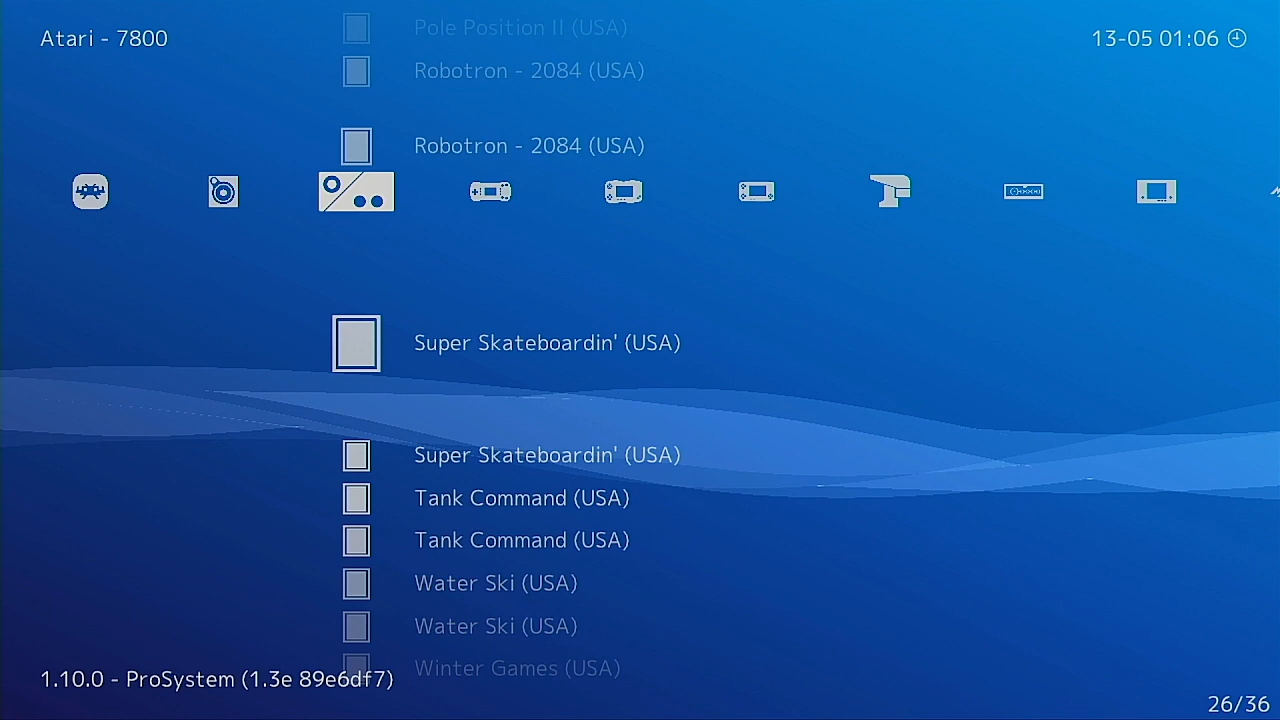 Pole Position II (USA)
Atari - 7800
13-05 01:06
Robotron - 2084 (USA)
Robotron - 2084 (USA)
Super Skateboardin' (USA)
Super Skateboardin' (USA)
Tank Command (USA)
Tank Command (USA)
Water Ski (USA)
Water Ski (USA)
Winter Games (USA)
1.10.0 - ProSystem (1.3e 89e6df7)
26/36